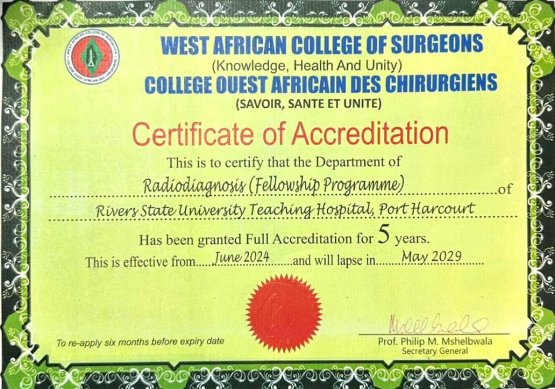 WEST AFRICAN COLLEGE OF SURGEONS
(Knowledge, Health And Unity)
COLLEGE OUEST AFRICAIN DES CHIRURGIENS
(SAVOIR, SANTE ET UNITE)
Certificate of Accreditation
This is to certify that the Department of
Radiodiagnosis (Fellowship Programme) of
Rivers State University Teaching Hospital, Port Harcourt
Has been granted Full Accreditation for 5 years.
This is effective from June 2024 and will lapse in May 2029
To re-apply six months before expiry date
Prof. Philip M. Mshelbwala
Secretary General